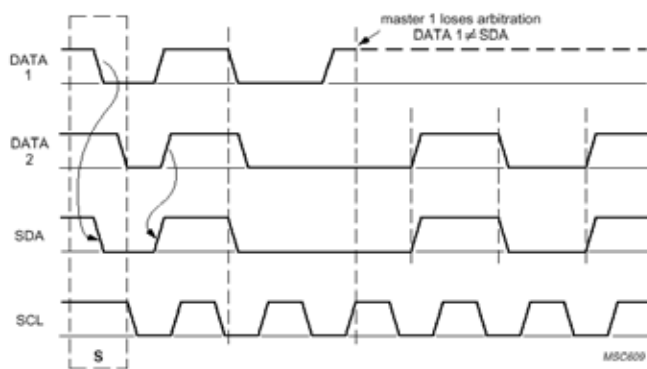 master 1 loses arbitration
DATA 1 ≠ SDA
DATA
1
DATA
2
SDA
SCL
S
MSC609